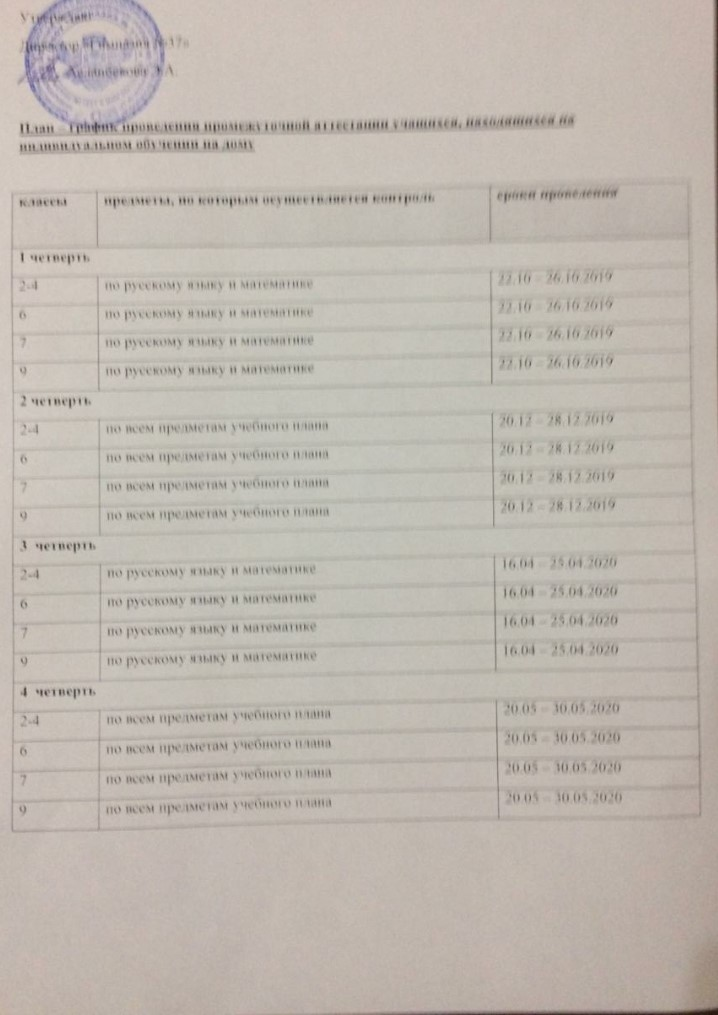 Утверждаю
Директор «Гимназия №37»
План – график проведения промежуточной аттестации учащихся, находящихся на
индивидуальном обучении на дому
классы предметы, по которым осуществляется контроль сроки проведения
1 четверть
2-4 по русскому языку и математике 22.10 – 26.10.2019
6 по русскому языку и математике 22.10 – 26.10.2019
7 по русскому языку и математике 22.10 – 26.10.2019
9 по русскому языку и математике 22.10 – 26.10.2019
2 четверть
2-4 по всем предметам учебного плана 20.12 – 28.12.2019
6 по всем предметам учебного плана 20.12 – 28.12.2019
7 по всем предметам учебного плана 20.12 – 28.12.2019
9 по всем предметам учебного плана 20.12 – 28.12.2019
3 четверть
2-4 по русскому языку и математике 16.04 – 25.04.2020
6 по русскому языку и математике 16.04 – 25.04.2020
7 по русскому языку и математике 16.04 – 25.04.2020
9 по русскому языку и математике 16.04 – 25.04.2020
4 четверть
2-4 по всем предметам учебного плана 20.05 – 30.05.2020
6 по всем предметам учебного плана 20.05 – 30.05.2020
7 по всем предметам учебного плана 20.05 – 30.05.2020
9 по всем предметам учебного плана 20.05 – 30.05.2020